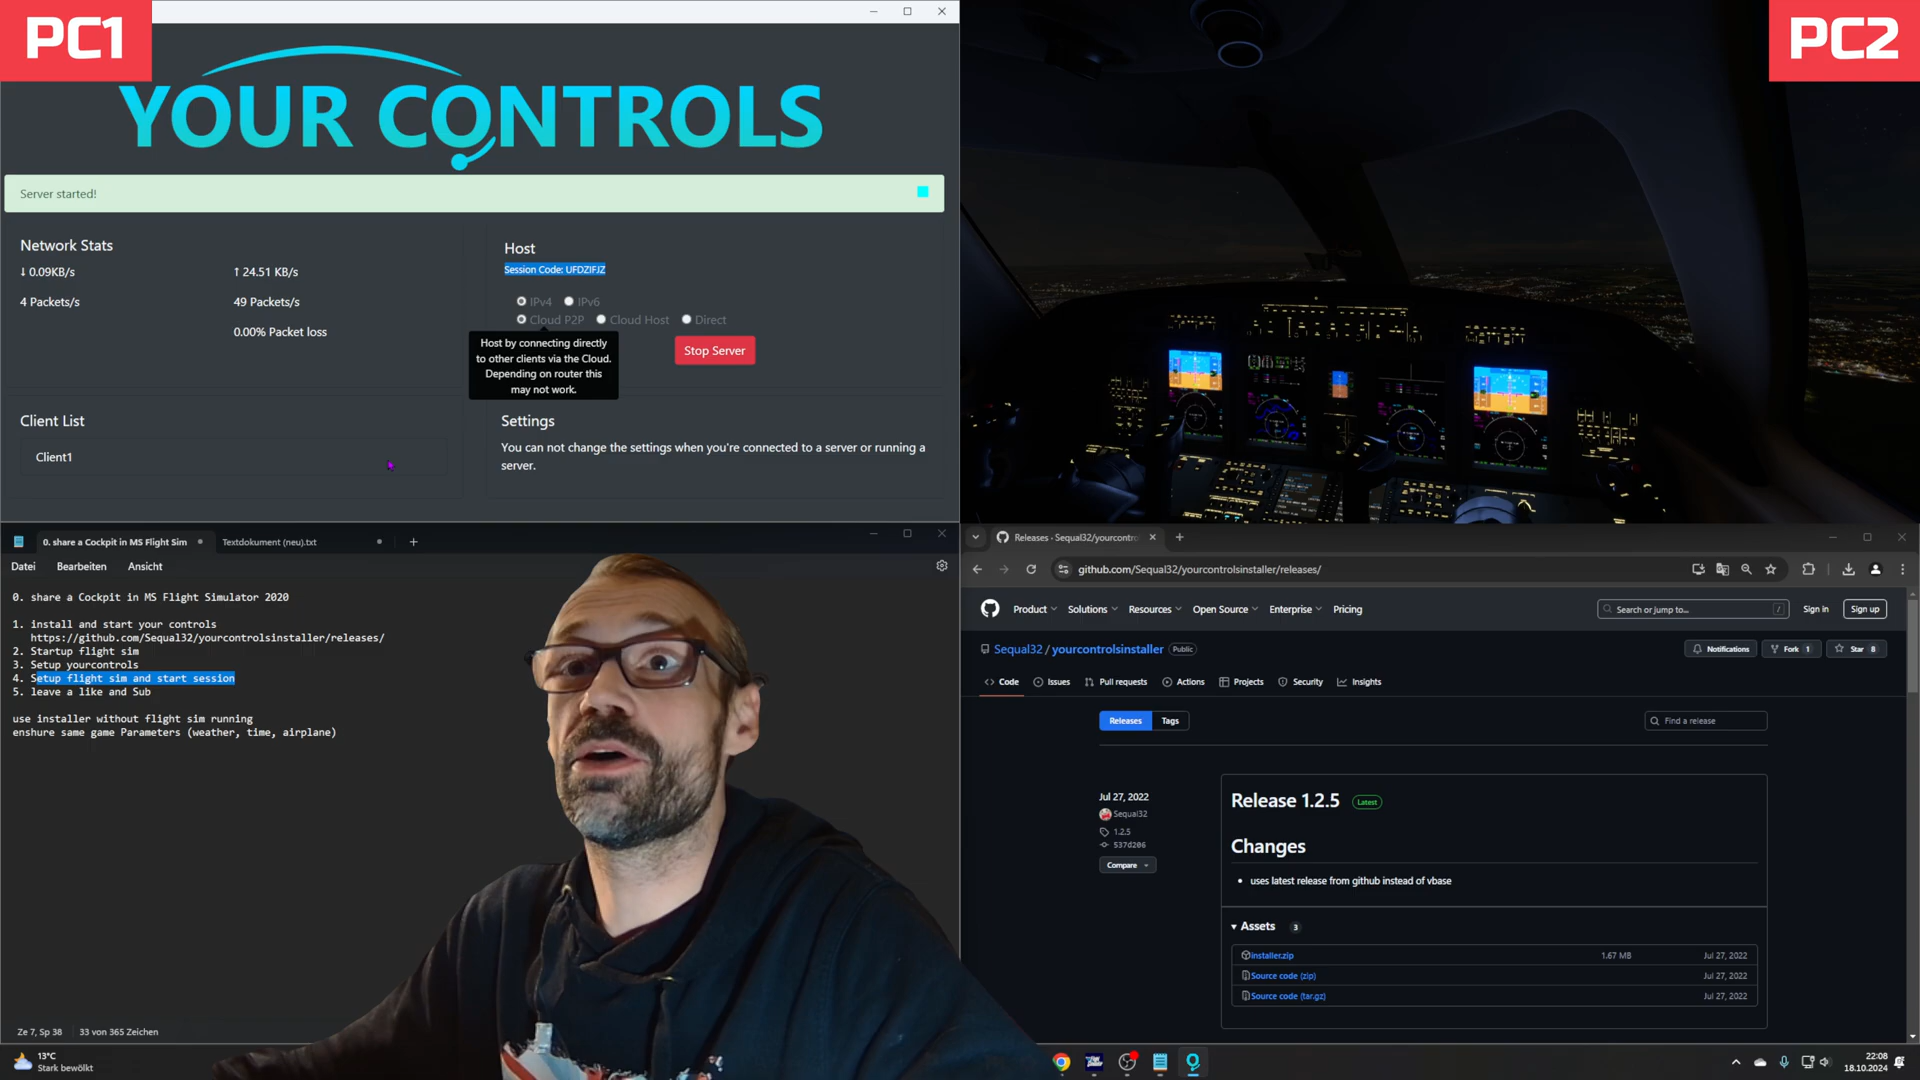 PC1
YOUR CONTROLS
Server started!
Network Stats
↓ 0.09KB/s
↑ 24.51 KB/s
4 Packets/s
49 Packets/s
0.00% Packet loss
Host
Session Code: UFDZIFJZ
IPv4 IPv6
Cloud P2P Cloud Host Direct
Host by connecting directly
to other clients via the Cloud.
Depending on router this
may not work.
Stop Server
Client List
Client1
Settings
You can not change the settings when you're connected to a server or running a
server.
PC2
0. share a Cockpit in MS Flight Sim
Textdokument (neu).txt
Datei Bearbeiten Ansicht
0. share a Cockpit in MS Flight Simulator 2020
1. install and start your controls
https://github.com/Sequal32/yourcontrolsinstaller/releases/
2. Startup flight sim
3. Setup yourcontrols
4. Setup flight sim and start session
5. leave a like and Sub
use installer without flight sim running
enshure same game Parameters (weather, time, airplane)
Ze 7, Sp 38 33 von 365 Zeichen
13°C
Stark bewölkt
Releases · Sequal32/yourcontro
github.com/Sequal32/yourcontrolsinstaller/releases/
Product Solutions Resources Open Source Enterprise Pricing
Search or jump to... /
Sign in Sign up
Sequal32 / yourcontrolsinstaller Public
Notifications Fork 1 Star 8
Code Issues Pull requests Actions Projects Security Insights
Releases Tags
Find a release
Jul 27, 2022
Sequal32
1.2.5
537d206
Compare
Release 1.2.5 Latest
Changes
• uses latest release from github instead of vbase
Assets 3
installer.zip 1.67 MB Jul 27, 2022
Source code (zip) Jul 27, 2022
Source code (tar.gz) Jul 27, 2022
22:08
18.10.2024